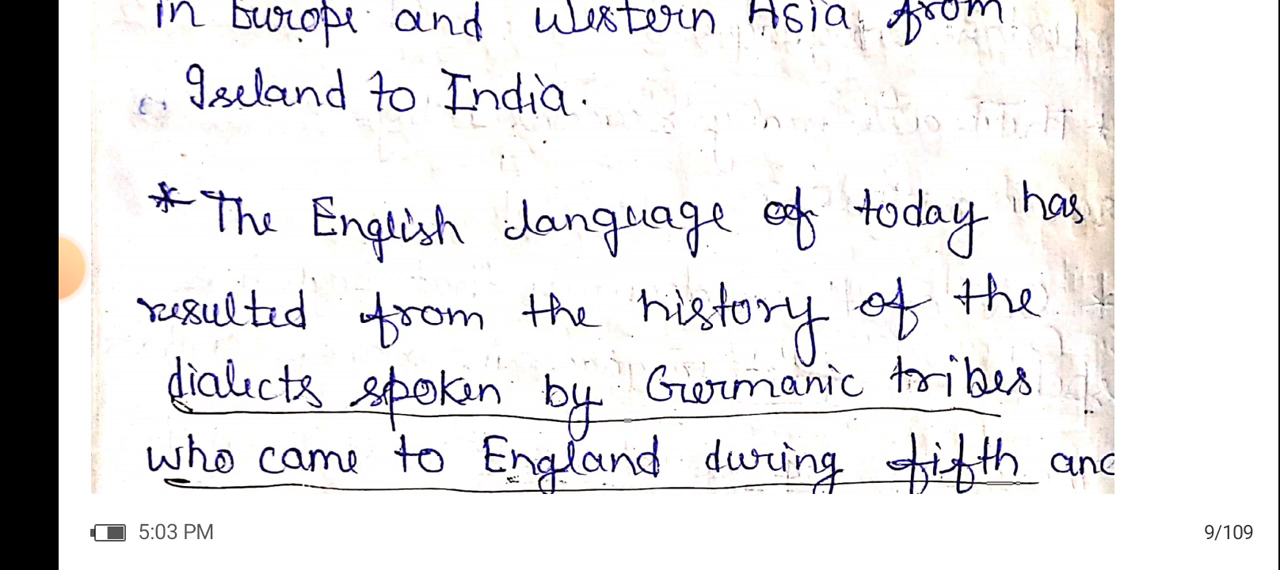 in Europe and Western Asia, from
Iseland to India.
* The English language of today has
resulted from the history of the
dialects spoken by Germanic tribes
who came to England during fifth and
5:03 PM
9/109